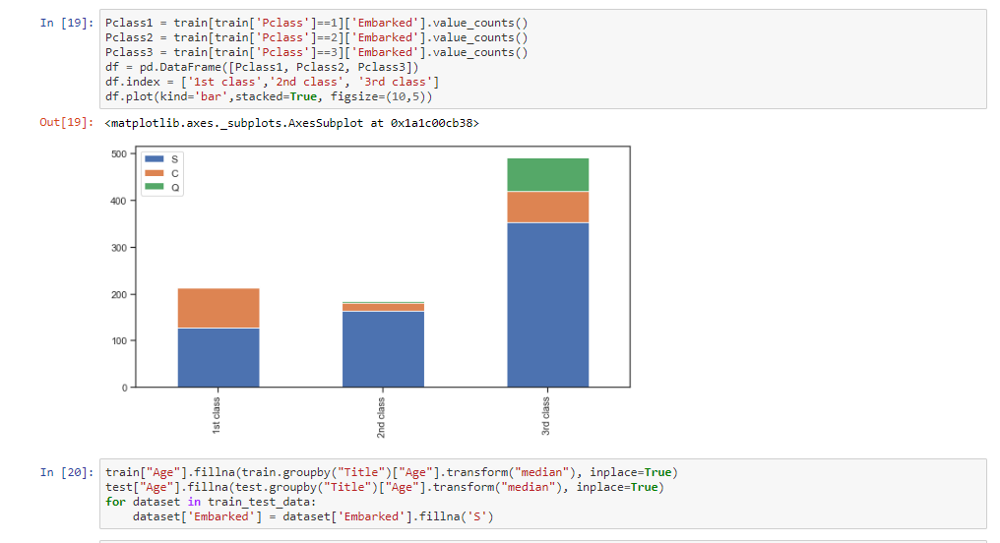 In [19]: Pclass1 = train[train['Pclass']==1]['Embarked'].value_counts()
Pclass2 = train[train['Pclass']==2]['Embarked'].value_counts()
Pclass3 = train[train['Pclass']==3]['Embarked'].value_counts()
df = pd.DataFrame([Pclass1, Pclass2, Pclass3])
df.index = ['1st class','2nd class', '3rd class']
df.plot(kind='bar',stacked=True, figsize=(10,5))
Out[19]: <matplotlib.axes._subplots.AxesSubplot at 0x1a1c00cb38>
500
400
300
200
100
0
S
C
Q
1st class
2nd class
3rd class
In [20]: train["Age"].fillna(train.groupby("Title")["Age"].transform("median"), inplace=True)
test["Age"].fillna(test.groupby("Title")["Age"].transform("median"), inplace=True)
for dataset in train_test_data:
    dataset['Embarked'] = dataset['Embarked'].fillna('S')